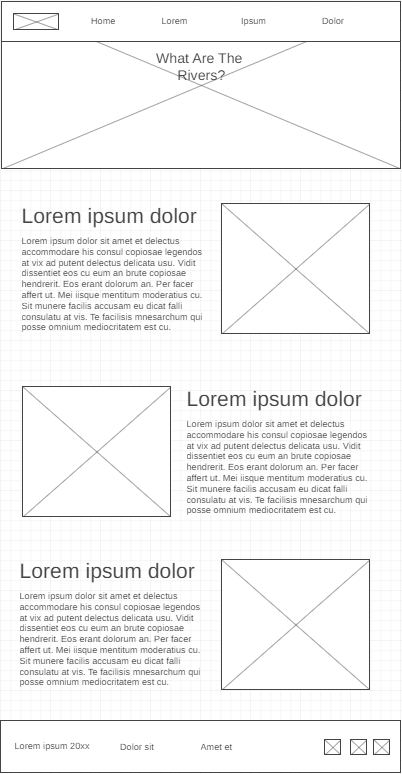 Home Lorem Ipsum Dolor
What Are The
Rivers?
Lorem ipsum dolor
Lorem ipsum dolor sit amet et delectus
accommodare his consul copiosae legendos
at vix ad putent delectus delicata usu. Vidit
dissentiet eos cu eum an brute copiosae
hendrerit. Eos erant dolorum an. Per facer
affert ut. Mei iisque mentitum moderatius cu.
Sit munere facilis accusam eu dicat falli
consulatu at vis. Te facilisis mnesarchum qui
posse omnium mediocritatem est cu.
Lorem ipsum dolor
Lorem ipsum dolor sit amet et delectus
accommodare his consul copiosae legendos
at vix ad putent delectus delicata usu. Vidit
dissentiet eos cu eum an brute copiosae
hendrerit. Eos erant dolorum an. Per facer
affert ut. Mei iisque mentitum moderatius cu.
Sit munere facilis accusam eu dicat falli
consulatu at vis. Te facilisis mnesarchum qui
posse omnium mediocritatem est cu.
Lorem ipsum dolor
Lorem ipsum dolor sit amet et delectus
accommodare his consul copiosae legendos
at vix ad putent delectus delicata usu. Vidit
dissentiet eos cu eum an brute copiosae
hendrerit. Eos erant dolorum an. Per facer
affert ut. Mei iisque mentitum moderatius cu.
Sit munere facilis accusam eu dicat falli
consulatu at vis. Te facilisis mnesarchum qui
posse omnium mediocritatem est cu.
Lorem ipsum 20xx Dolor sit Amet et